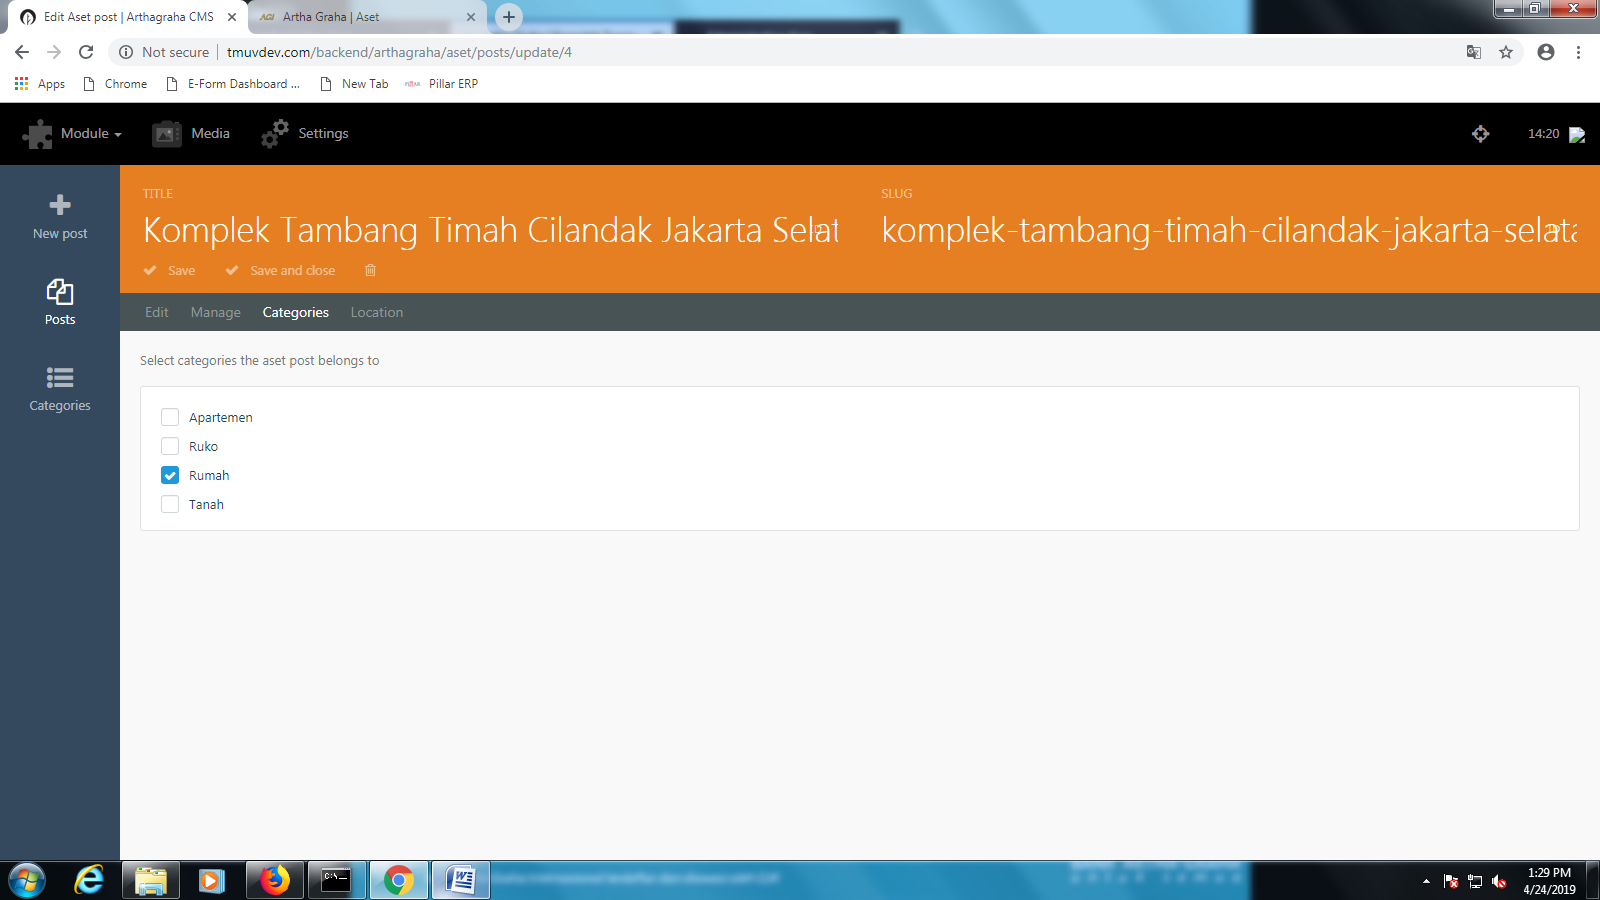 Edit Aset post | Arthagraha CMS
AGI Artha Graha | Aset
Not secure tmuvdev.com/backend/arthagraha/aset/posts/update/4
Apps Chrome E-Form Dashboard ... New Tab Pillar ERP
Module Media Settings 14:20
New post
Posts
Categories
TITLE SLUG
Komplek Tambang Timah Cilandak Jakarta Selat komplek-tambang-timah-cilandak-jakarta-selata
Save Save and close
Edit Manage Categories Location
Select categories the aset post belongs to
Apartemen
Ruko
Rumah
Tanah
1:29 PM
4/24/2019